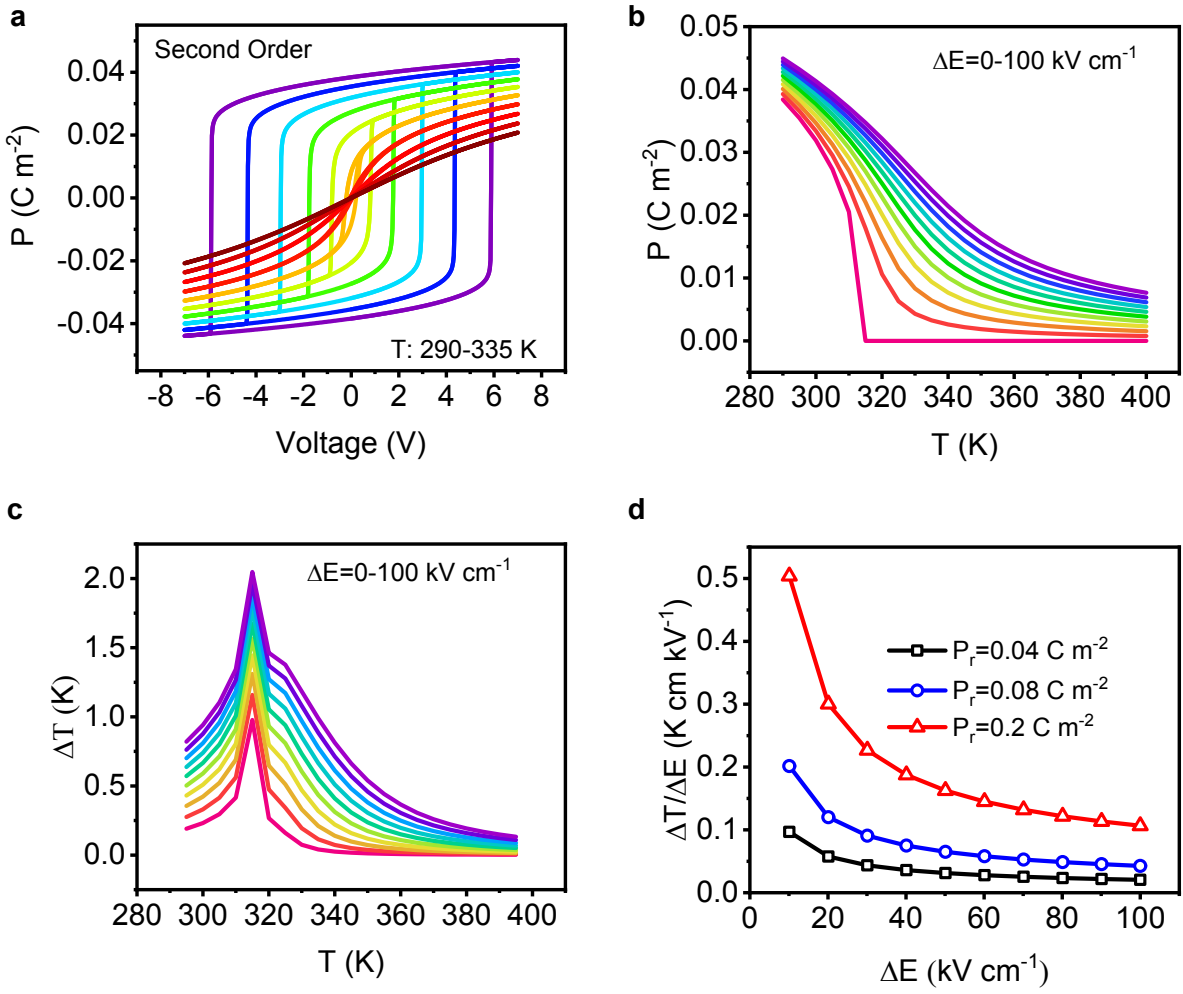 a
Second Order
0.04
0.02
0.00
-0.02
-0.04
P (C m⁻²)
T: 290-335 K
-8 -6 -4 -2 0 2 4 6 8
Voltage (V)
b
ΔE=0-100 kV cm⁻¹
0.05
0.04
0.03
0.02
0.01
0.00
P (C m⁻²)
280 300 320 340 360 380 400
T (K)
c
ΔE=0-100 kV cm⁻¹
2.0
1.5
1.0
0.5
0.0
ΔT (K)
280 300 320 340 360 380 400
T (K)
d
0.5
0.4
0.3
0.2
0.1
0.0
ΔT/ΔE (K cm kV⁻¹)
Pᵣ=0.04 C m⁻²
Pᵣ=0.08 C m⁻²
Pᵣ=0.2 C m⁻²
0 20 40 60 80 100
ΔE (kV cm⁻¹)